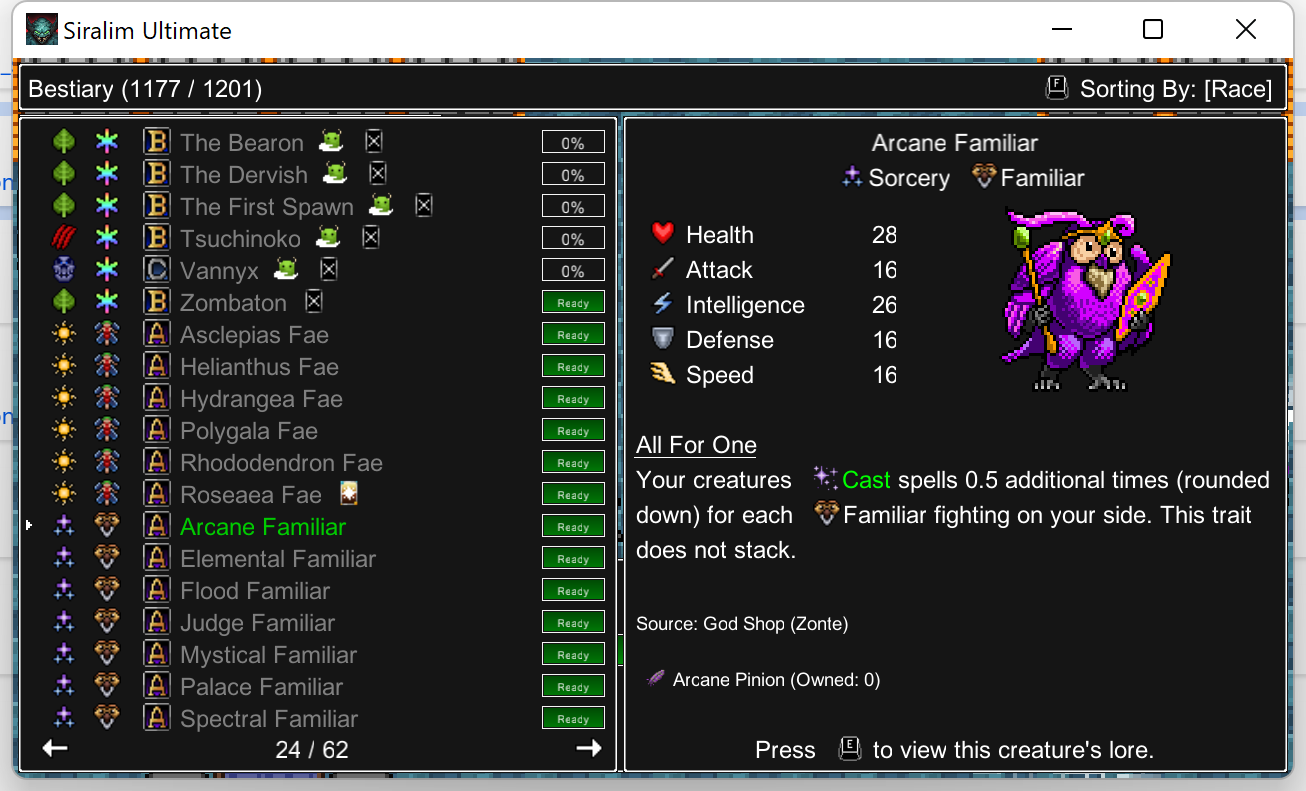 Siralim Ultimate
Bestiary (1177 / 1201)
F Sorting By: [Race]
B The Bearon 0%
B The Dervish 0%
B The First Spawn 0%
B Tsuchinoko 0%
C Vannyx 0%
B Zombaton Ready
A Asclepias Fae Ready
A Helianthus Fae Ready
A Hydrangea Fae Ready
A Polygala Fae Ready
A Rhododendron Fae Ready
A Roseaea Fae Ready
A Arcane Familiar Ready
A Elemental Familiar Ready
A Flood Familiar Ready
A Judge Familiar Ready
A Mystical Familiar Ready
A Palace Familiar Ready
A Spectral Familiar Ready
24 / 62
Arcane Familiar
Sorcery Familiar
Health 28
Attack 16
Intelligence 26
Defense 16
Speed 16
All For One
Your creatures Cast spells 0.5 additional times (rounded
down) for each Familiar fighting on your side. This trait
does not stack.
Source: God Shop (Zonte)
Arcane Pinion (Owned: 0)
Press E to view this creature's lore.